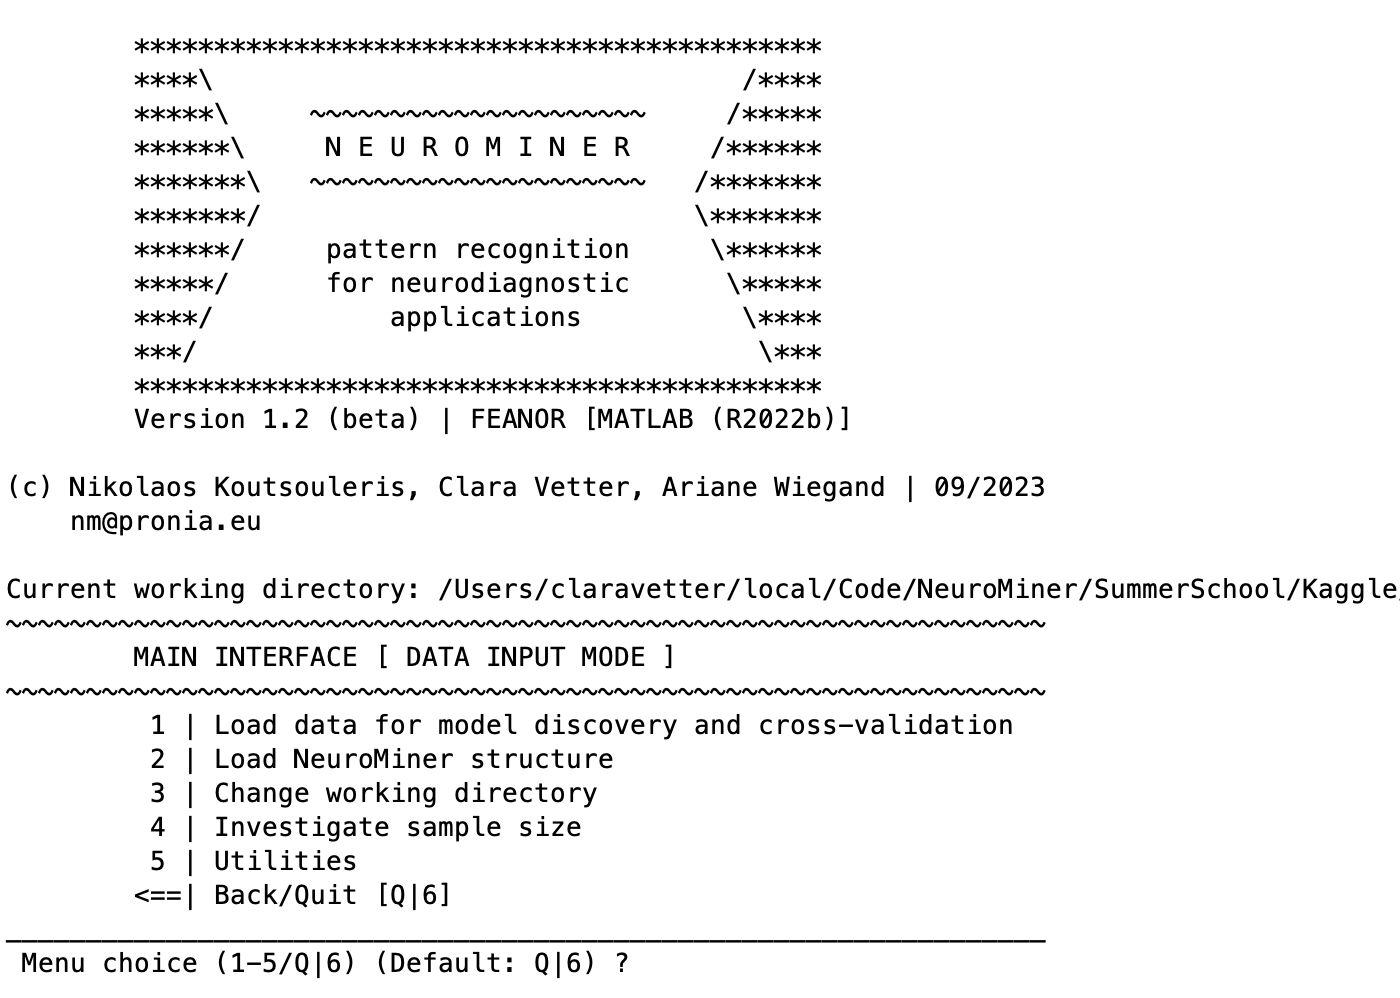 *******************************************
****\                                 /****
*****\     ~~~~~~~~~~~~~~~~~~~~~     /*****
******\     N E U R O M I N E R     /******
*******\   ~~~~~~~~~~~~~~~~~~~~~   /*******
*******/                           \*******
******/     pattern recognition     \******
*****/      for neurodiagnostic      \*****
****/           applications          \****
***/                                   \***
*******************************************
Version 1.2 (beta) | FEANOR [MATLAB (R2022b)]
(c) Nikolaos Koutsouleris, Clara Vetter, Ariane Wiegand | 09/2023
nm@pronia.eu
Current working directory: /Users/claravetter/local/Code/NeuroMiner/SummerSchool/Kaggle
~~~~~~~~~~~~~~~~~~~~~~~~~~~~~~~~~~~~~~~~~~~~~~~~~~~~~~~~~~~~~~~~~
MAIN INTERFACE [ DATA INPUT MODE ]
~~~~~~~~~~~~~~~~~~~~~~~~~~~~~~~~~~~~~~~~~~~~~~~~~~~~~~~~~~~~~~~~~
1 | Load data for model discovery and cross-validation
2 | Load NeuroMiner structure
3 | Change working directory
4 | Investigate sample size
5 | Utilities
<==| Back/Quit [Q|6]
_________________________________________________________________
Menu choice (1-5/Q|6) (Default: Q|6) ?